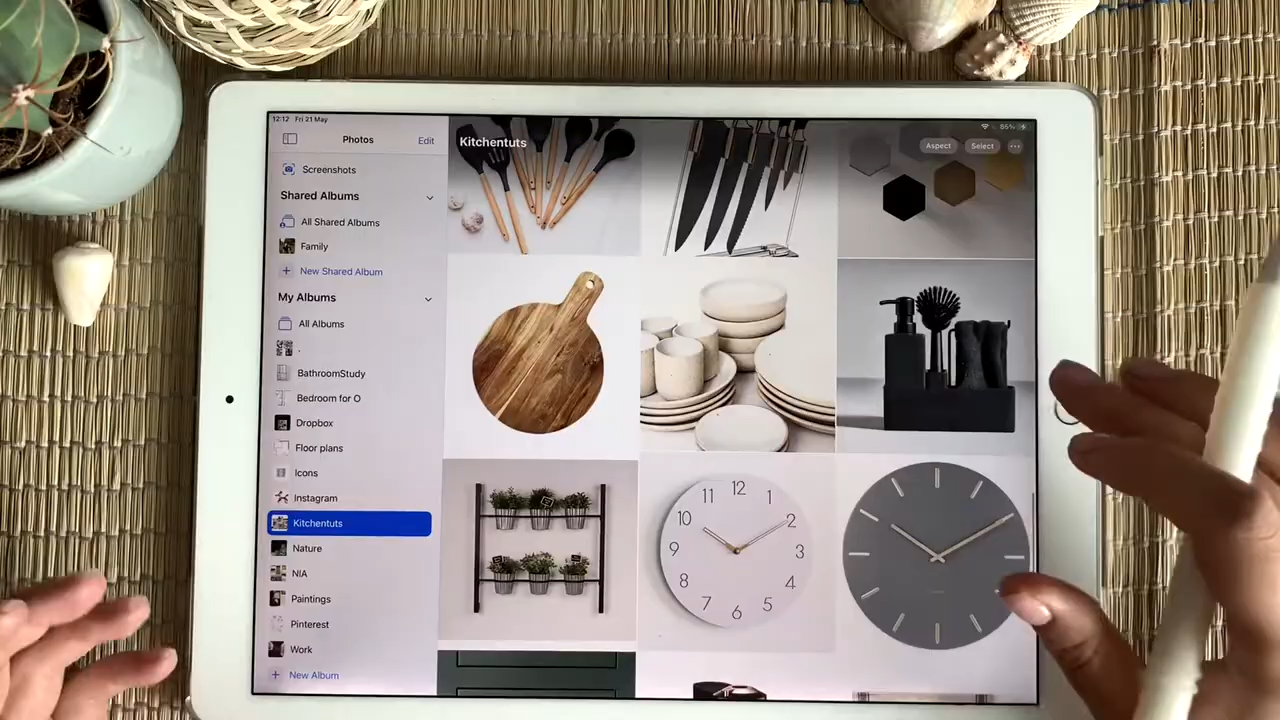 12:12 Fri 21 May
86%
Photos
Edit
Kitchentuts
Aspect
Select
Screenshots
Shared Albums
All Shared Albums
Family
New Shared Album
My Albums
All Albums
.
BathroomStudy
Bedroom for O
Dropbox
Floor plans
Icons
Instagram
Kitchentuts
Nature
NIA
Paintings
Pinterest
Work
New Album
12
1
2
3
4
5
6
7
8
9
10
11